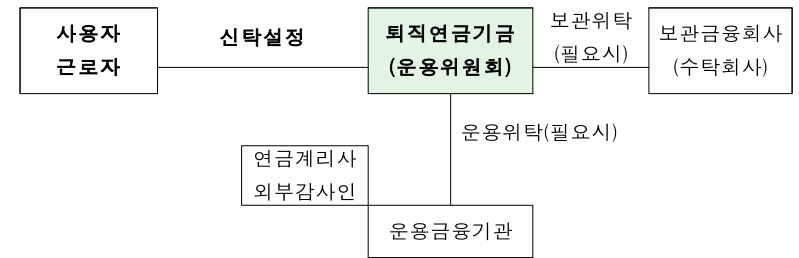 사용자
근로자
신탁설정
퇴직연금기금
(운용위원회)
보관위탁
(필요시)
보관금융회사
(수탁회사)
운용위탁(필요시)
연금계리사
외부감사인
운용금융기관